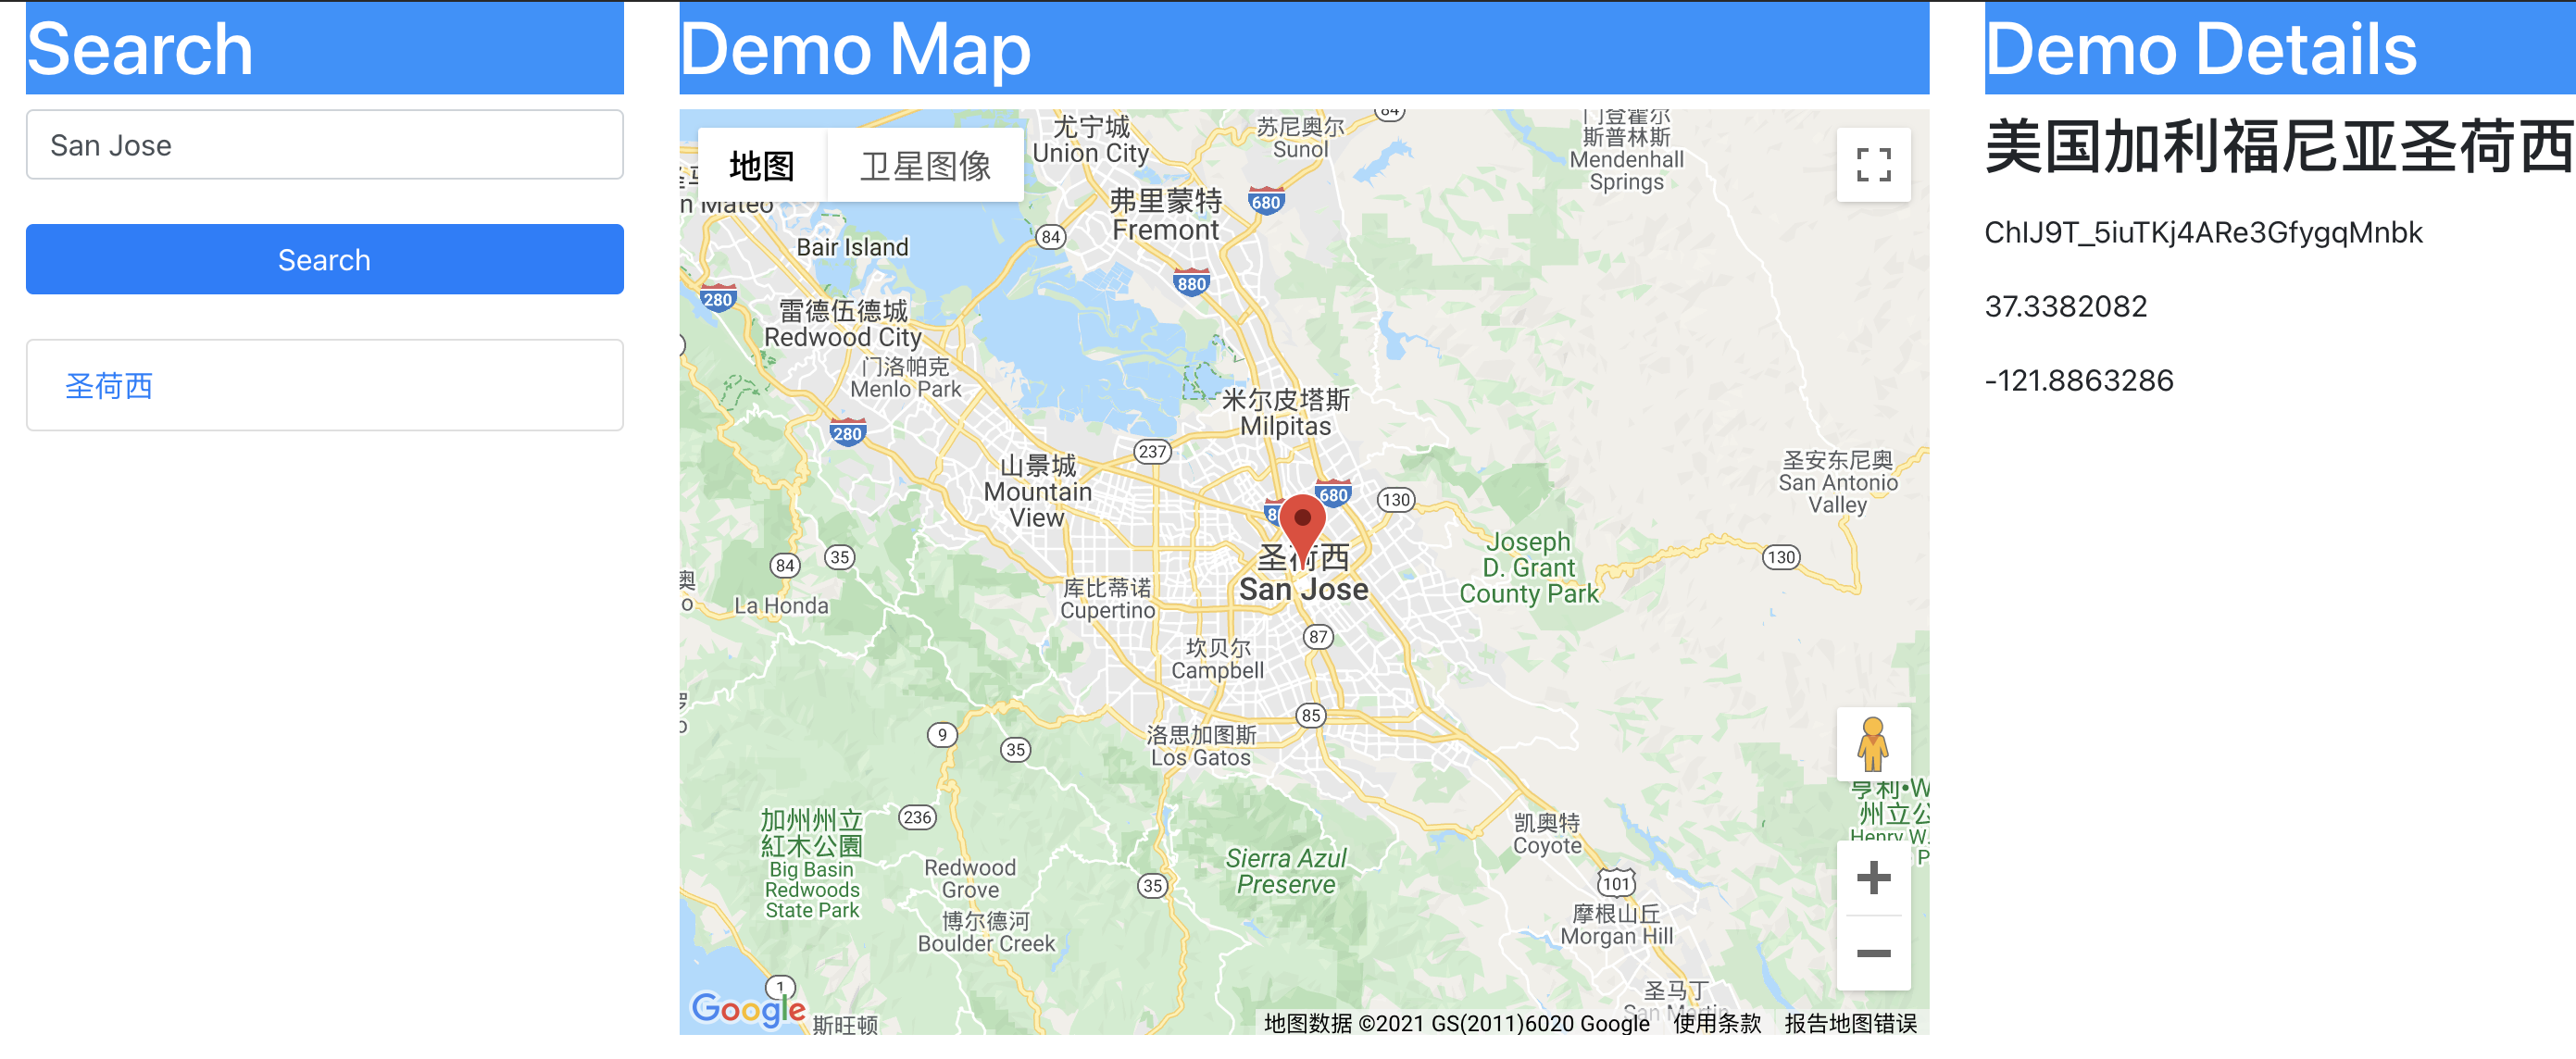 Search
San Jose
Search
圣荷西
Demo Map
地图
卫星图像
n Mateo
尤宁城
Union City
苏尼奥尔
Sunol
84
门登霍尔
斯普林斯
Mendenhall
Springs
弗里蒙特
Fremont
680
84
Bair Island
880
280
雷德伍德城
Redwood City
门洛帕克
Menlo Park
米尔皮塔斯
Milpitas
280
237
山景城
Mountain
View
680
130
圣安东尼奥
San Antonio
Valley
圣荷西
San Jose
Joseph
D. Grant
County Park
130
84
35
La Honda
库比蒂诺
Cupertino
87
坎贝尔
Campbell
85
9
35
洛思加图斯
Los Gatos
236
加州州立
紅木公園
Big Basin
Redwoods
State Park
Redwood
Grove
博尔德河
Boulder Creek
35
Sierra Azul
Preserve
凯奥特
Coyote
101
摩根山丘
Morgan Hill
亨利•W
州立公
Henry W.
圣马丁
San Martin
1
斯旺顿
Google
地图数据 ©2021 GS(2011)6020 Google 使用条款 报告地图错误
Demo Details
美国加利福尼亚圣荷西
ChIJ9T_5iuTKj4ARe3GfygqMnbk
37.3382082
-121.8863286